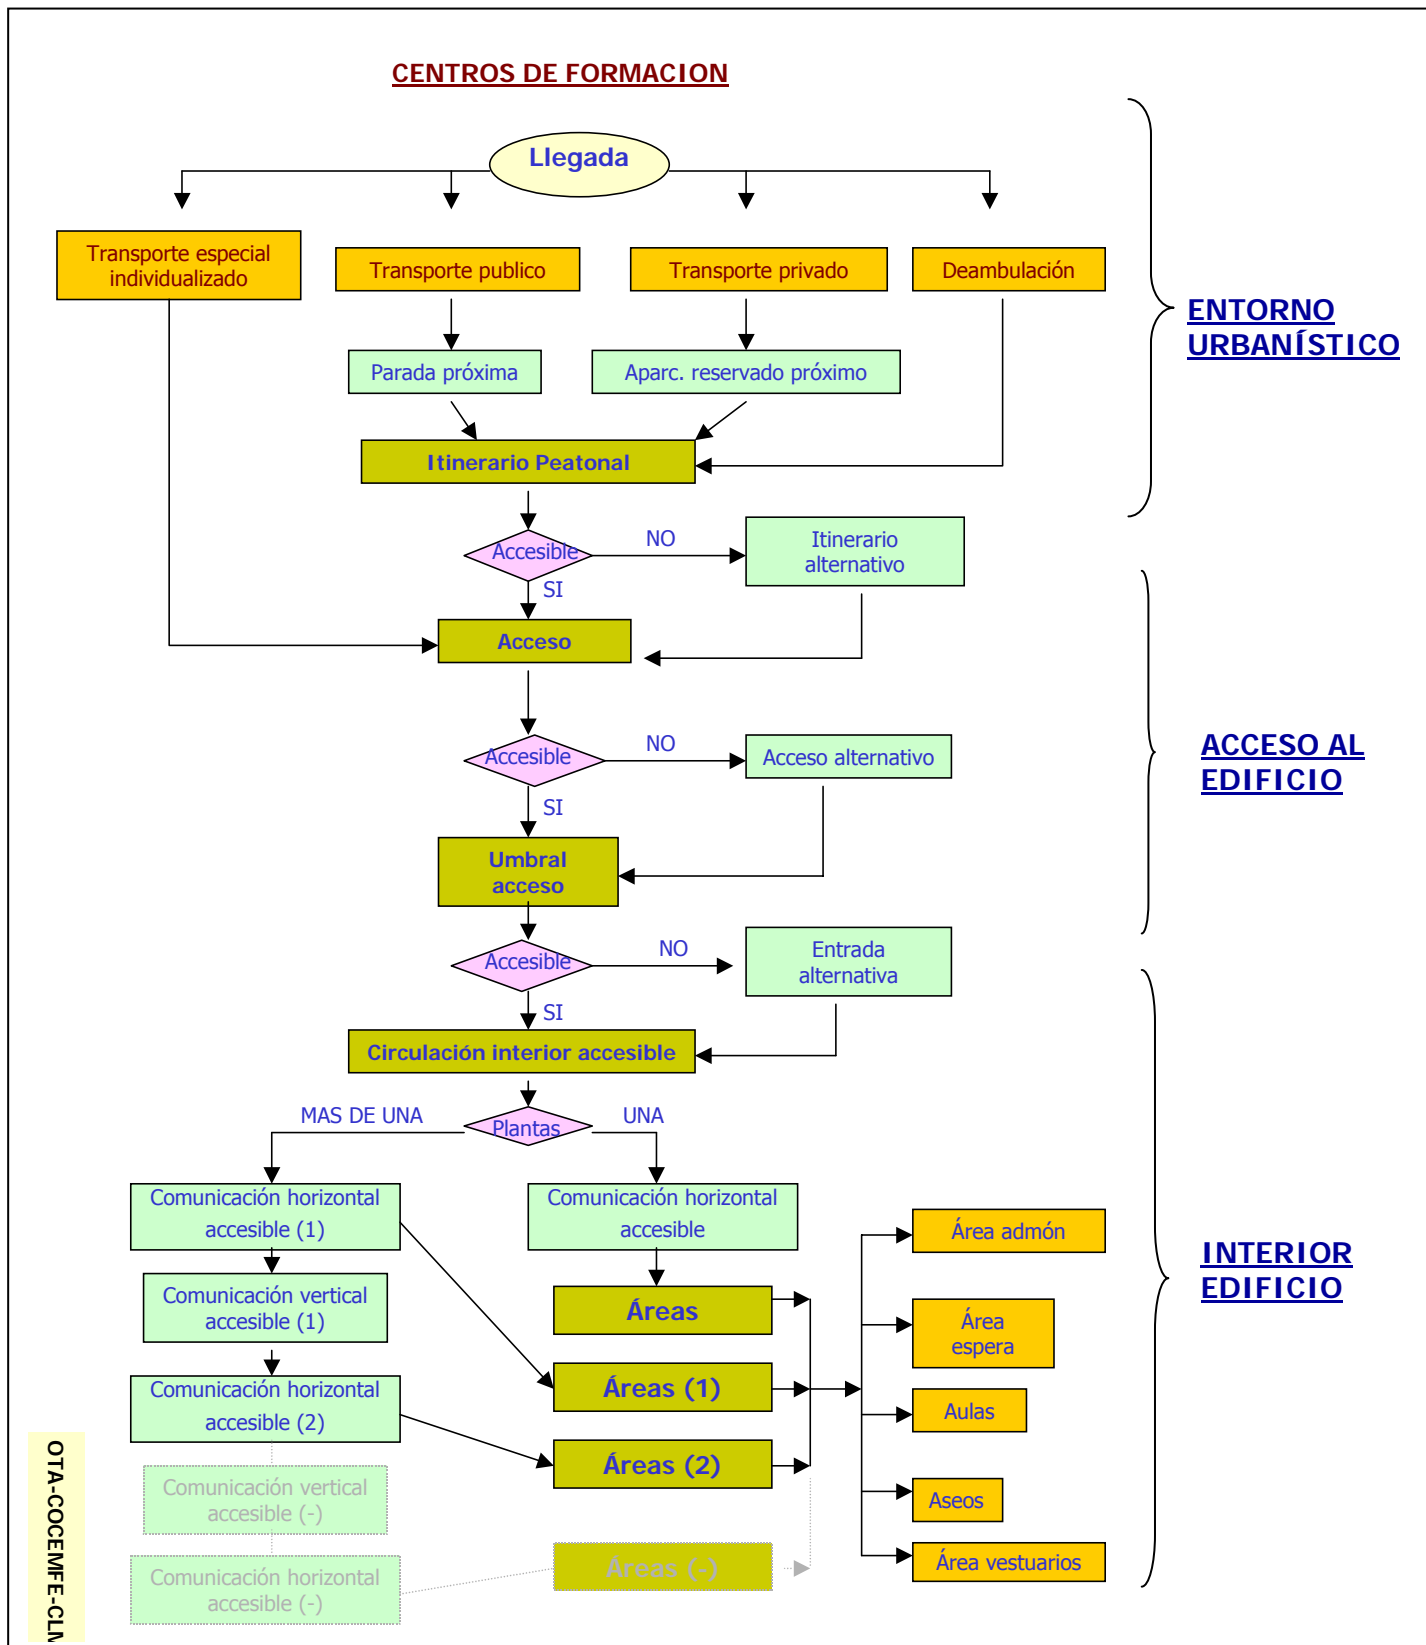 CENTROS DE FORMACION
Llegada
Transporte especial
individualizado
Transporte publico
Transporte privado
Deambulación
ENTORNO
URBANÍSTICO
Parada próxima
Aparc. reservado próximo
Itinerario Peatonal
Accesible
NO
Itinerario
alternativo
SI
Acceso
Accesible
NO
Acceso alternativo
ACCESO AL
EDIFICIO
SI
Umbral
acceso
Accesible
NO
Entrada
alternativa
SI
Circulación interior accesible
MAS DE UNA
Plantas
UNA
Comunicación horizontal
accesible (1)
Comunicación horizontal
accesible
Área admón
INTERIOR
EDIFICIO
Comunicación vertical
accesible (1)
Áreas
Área
espera
Comunicación horizontal
accesible (2)
Áreas (1)
Aulas
Áreas (2)
Comunicación vertical
accesible (-)
Aseos
Comunicación horizontal
accesible (-)
Áreas (-)
Área vestuarios
OTA-COCEMFE-CLM